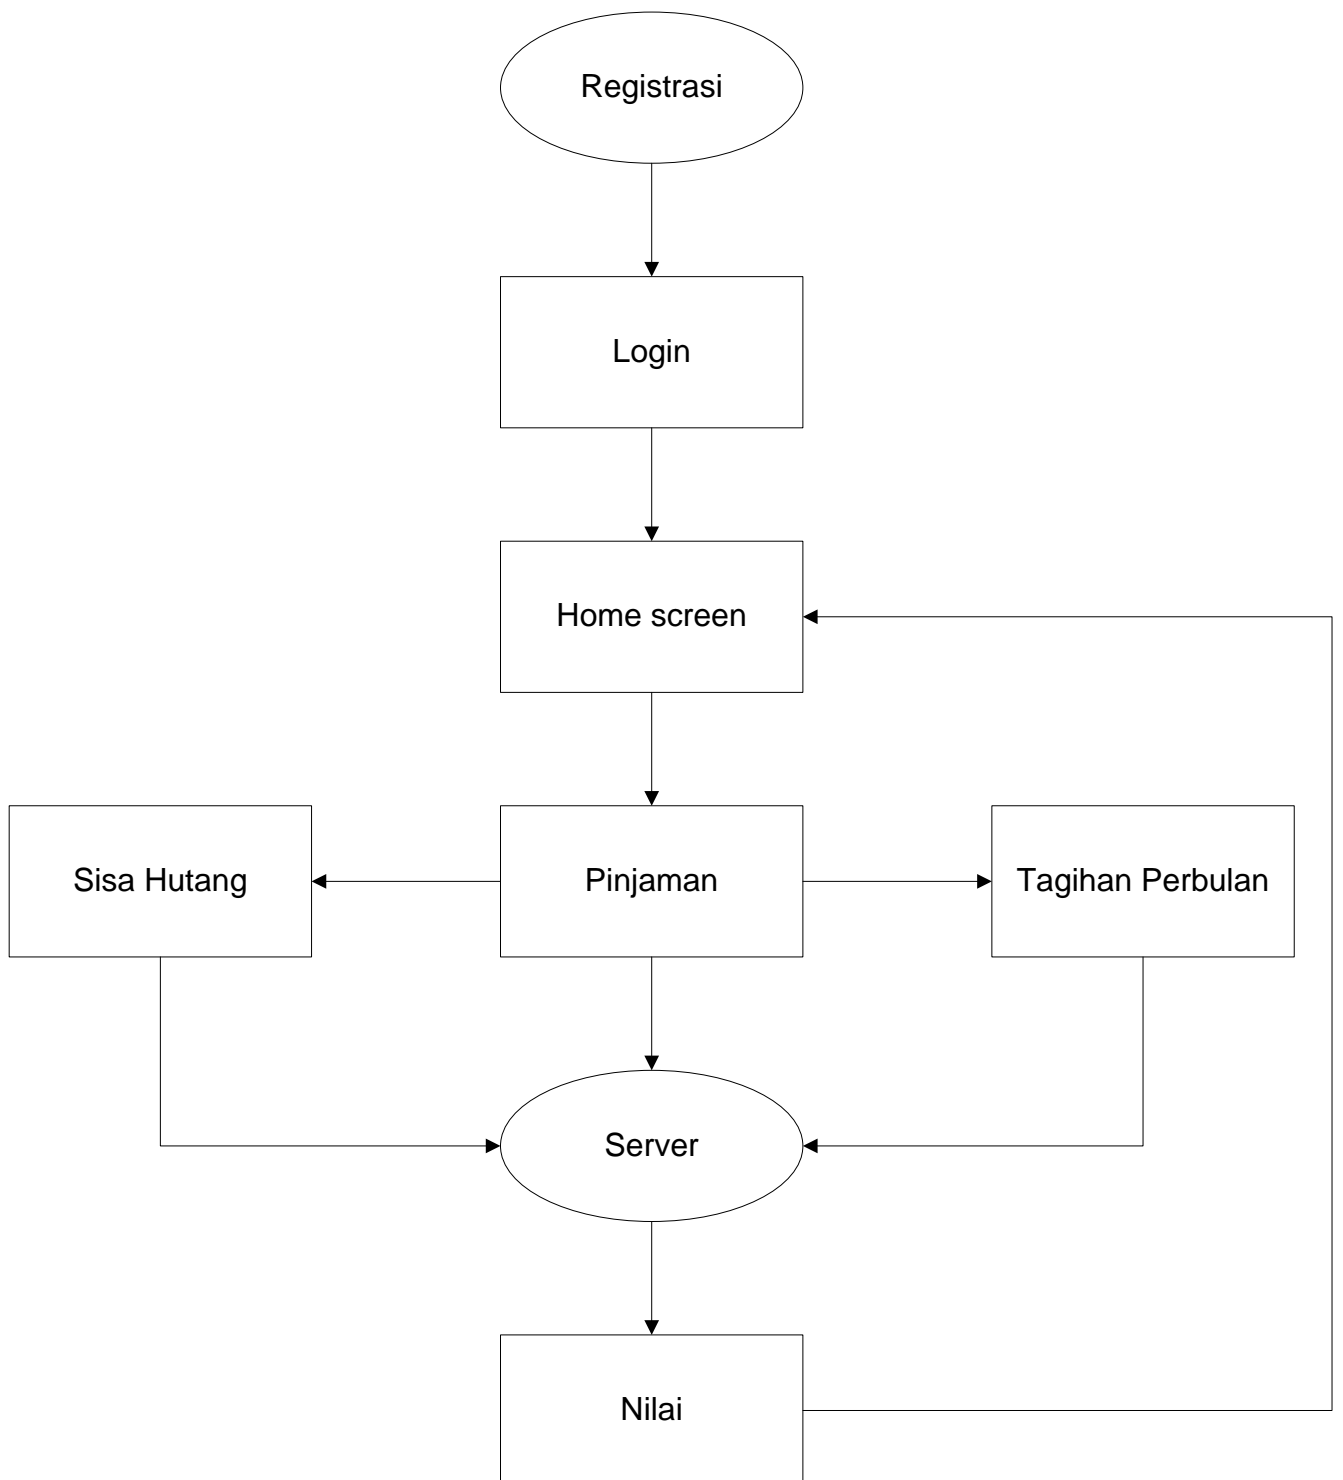 Registrasi
Login
Home screen
Sisa Hutang
Pinjaman
Tagihan Perbulan
Server
Nilai